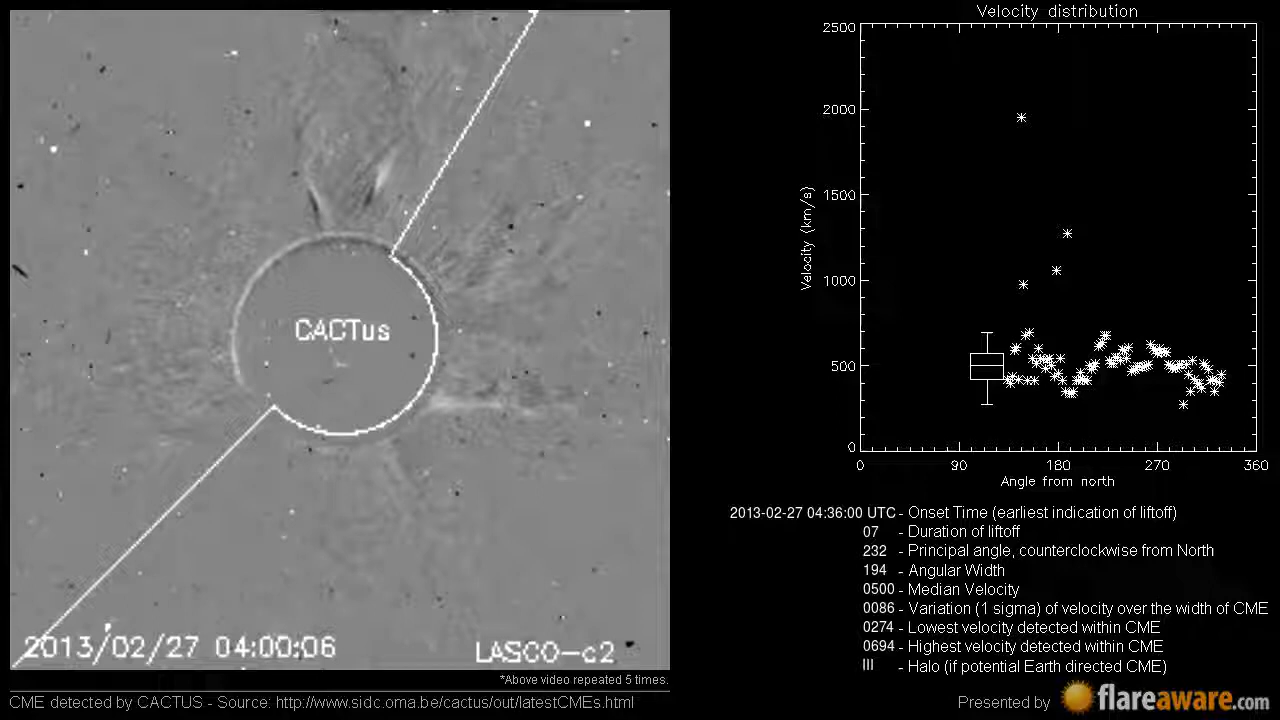 CACTus
2013/02/27 04:00:06
LASCO-c2
*Above video repeated 5 times.
CME detected by CACTUS - Source: http://www.sidc.oma.be/cactus/out/latestCMEs.html
Velocity distribution
Velocity (km/s)
2500
2000
1500
1000
500
0
0 90 180 270 360
Angle from north
2013-02-27 04:36:00 UTC - Onset Time (earliest indication of liftoff)
07 - Duration of liftoff
232 - Principal angle, counterclockwise from North
194 - Angular Width
0500 - Median Velocity
0086 - Variation (1 sigma) of velocity over the width of CME
0274 - Lowest velocity detected within CME
0694 - Highest velocity detected within CME
III - Halo (if potential Earth directed CME)
Presented by flareaware.com